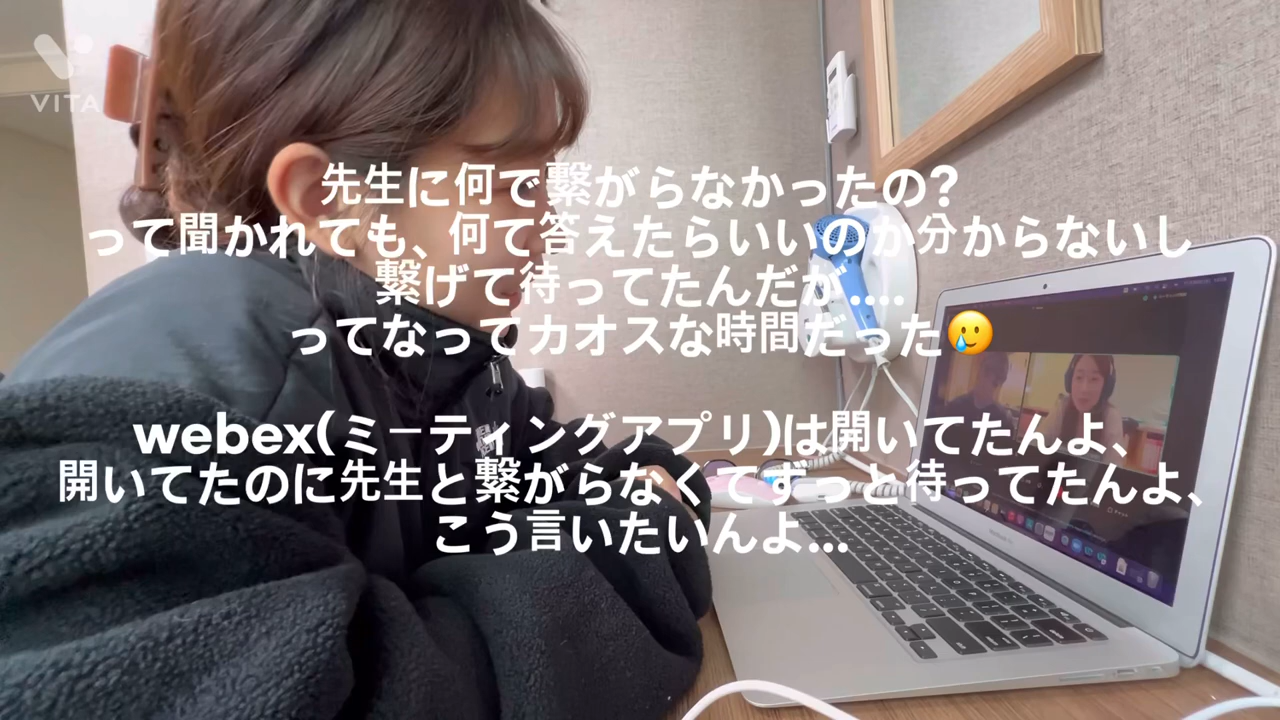 VITA
先生に何で繋がらなかったの?
って聞かれても、何て答えたらいいのか分からないし
繋げて待ってたんだが....
ってなってカオスな時間だった🥲
webex(ミーティングアプリ)は開いてたんよ、
開いてたのに先生と繋がらなくてずっと待ってたんよ、
こう言いたいんよ...